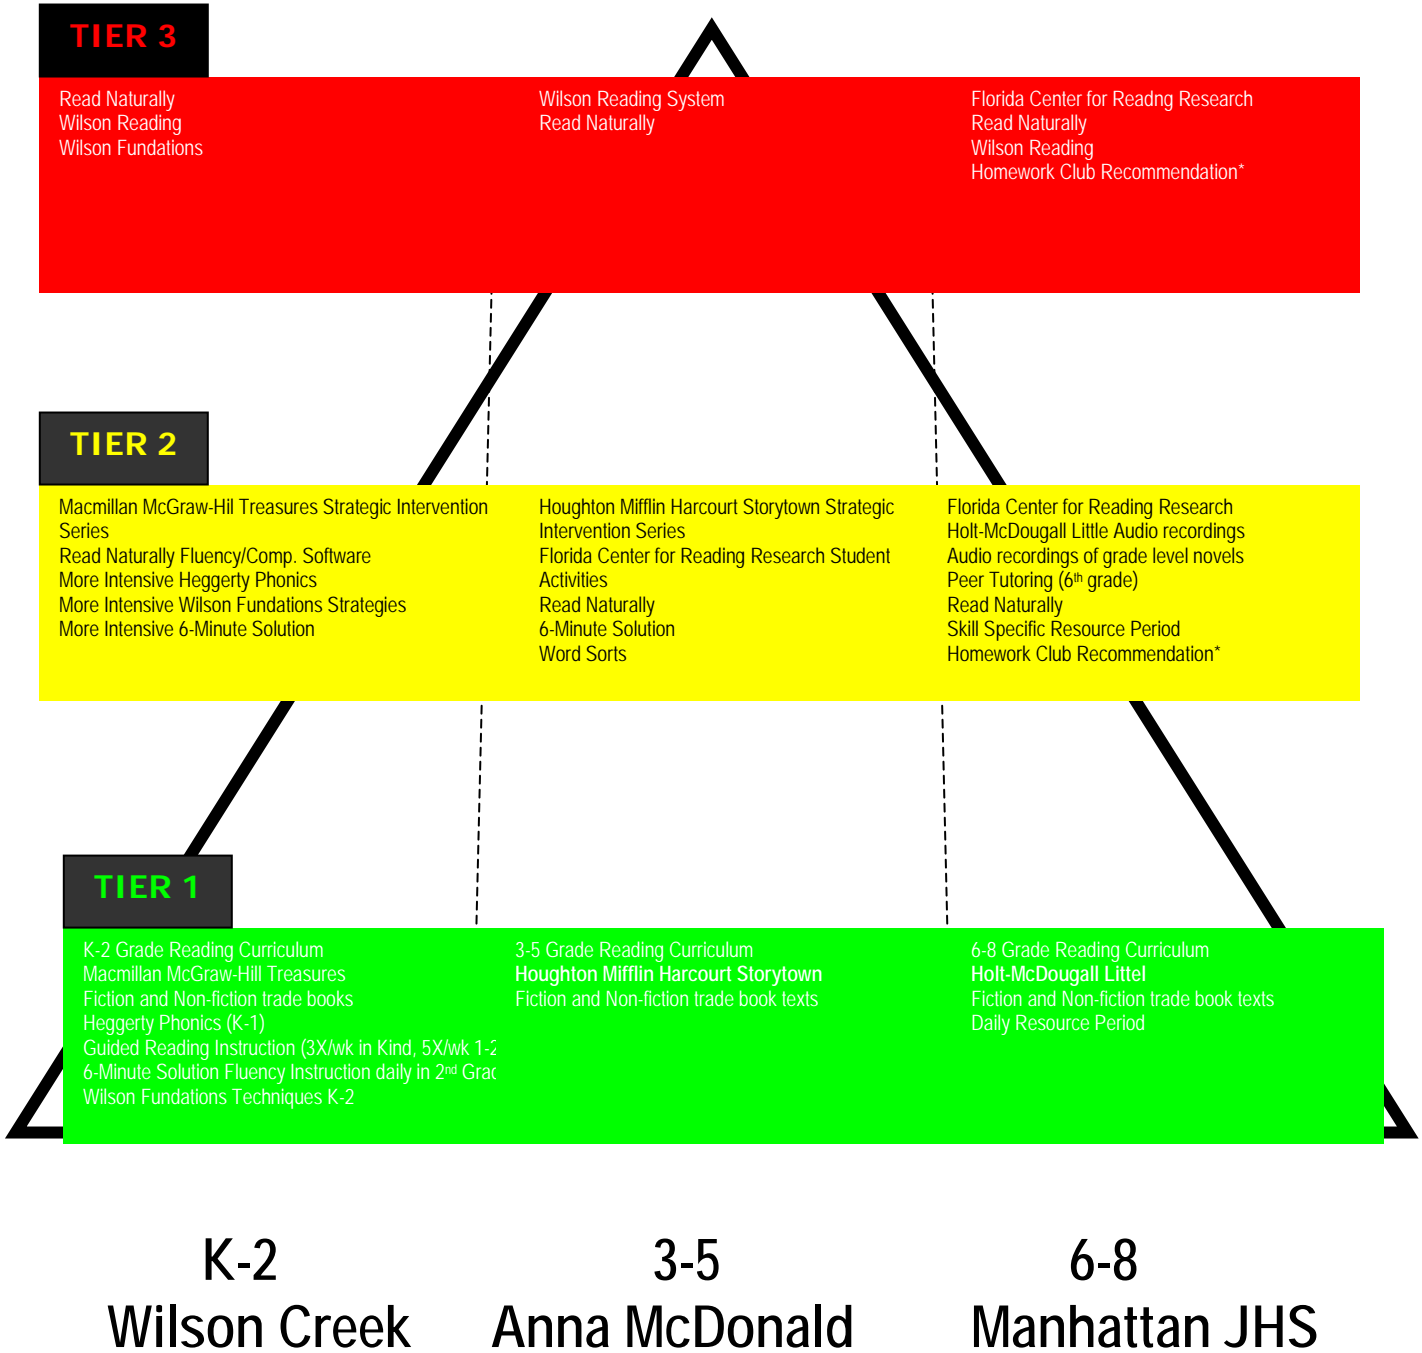 TIER 3
Read Naturally
Wilson Reading
Wilson Fundations
Wilson Reading System
Read Naturally
Florida Center for Readng Research
Read Naturally
Wilson Reading
Homework Club Recommendation*
TIER 2
Macmillan McGraw-Hil Treasures Strategic Intervention
Series
Read Naturally Fluency/Comp. Software
More Intensive Heggerty Phonics
More Intensive Wilson Fundations Strategies
More Intensive 6-Minute Solution
Houghton Mifflin Harcourt Storytown Strategic
Intervention Series
Florida Center for Reading Research Student
Activities
Read Naturally
6-Minute Solution
Word Sorts
Florida Center for Reading Research
Holt-McDougall Little Audio recordings
Audio recordings of grade level novels
Peer Tutoring (6th grade)
Read Naturally
Skill Specific Resource Period
Homework Club Recommendation*
TIER 1
K-2 Grade Reading Curriculum
Macmillan McGraw-Hill Treasures
Fiction and Non-fiction trade books
Heggerty Phonics (K-1)
Guided Reading Instruction (3X/wk in Kind, 5X/wk 1-2
6-Minute Solution Fluency Instruction daily in 2nd Grac
Wilson Fundations Techniques K-2
3-5 Grade Reading Curriculum
Houghton Mifflin Harcourt Storytown
Fiction and Non-fiction trade book texts
6-8 Grade Reading Curriculum
Holt-McDougall Littel
Fiction and Non-fiction trade book texts
Daily Resource Period
K-2
Wilson Creek
3-5
Anna McDonald
6-8
Manhattan JHS